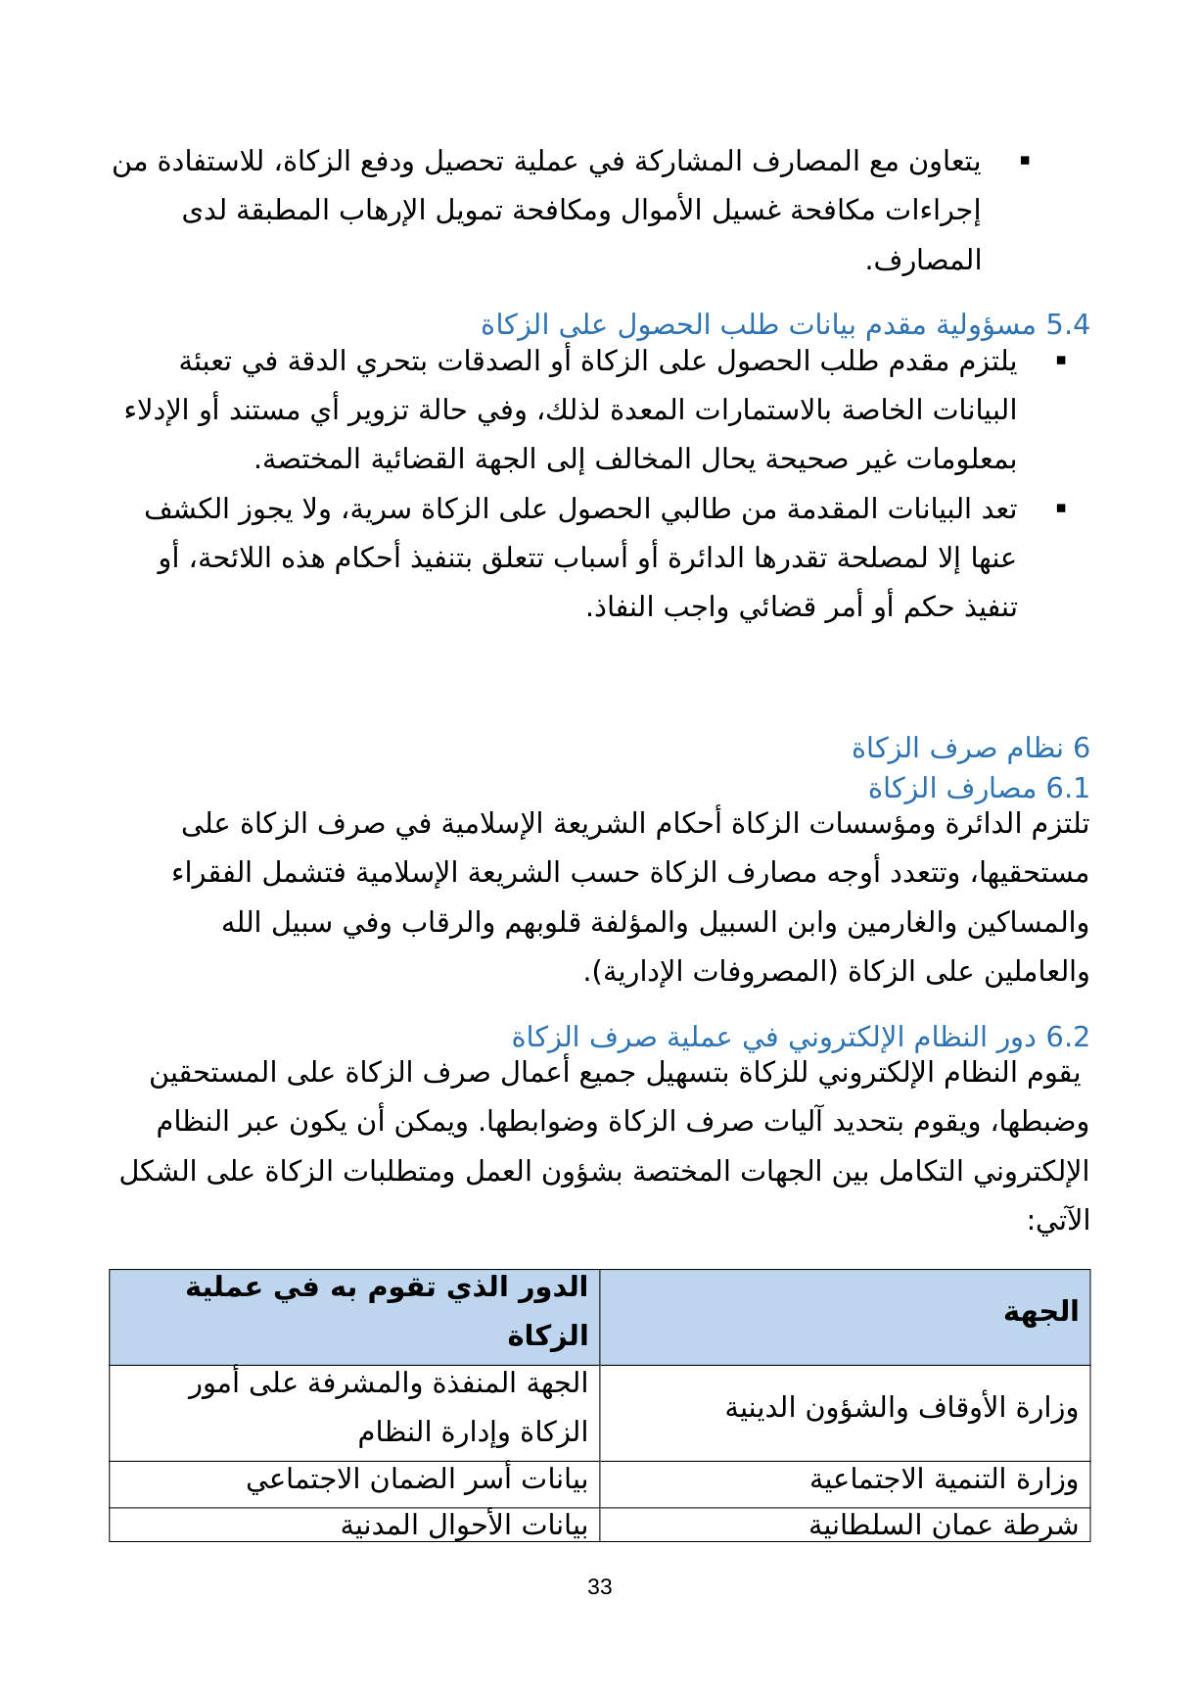 ▪ يتعاون مع المصارف المشاركة في عملية تحصيل ودفع الزكاة، للاستفادة من
إجراءات مكافحة غسيل الأموال ومكافحة تمويل الإرهاب المطبقة لدى
المصارف.
5.4 مسؤولية مقدم بيانات طلب الحصول على الزكاة
▪ يلتزم مقدم طلب الحصول على الزكاة أو الصدقات بتحري الدقة في تعبئة
البيانات الخاصة بالاستمارات المعدة لذلك، وفي حالة تزوير أي مستند أو الإدلاء
بمعلومات غير صحيحة يحال المخالف إلى الجهة القضائية المختصة.
▪ تعد البيانات المقدمة من طالبي الحصول على الزكاة سرية، ولا يجوز الكشف
عنها إلا لمصلحة تقدرها الدائرة أو أسباب تتعلق بتنفيذ أحكام هذه اللائحة، أو
تنفيذ حكم أو أمر قضائي واجب النفاذ.
6 نظام صرف الزكاة
6.1 مصارف الزكاة
تلتزم الدائرة ومؤسسات الزكاة أحكام الشريعة الإسلامية في صرف الزكاة على
مستحقيها، وتتعدد أوجه مصارف الزكاة حسب الشريعة الإسلامية فتشمل الفقراء
والمساكين والغارمين وابن السبيل والمؤلفة قلوبهم والرقاب وفي سبيل الله
والعاملين على الزكاة (المصروفات الإدارية).
6.2 دور النظام الإلكتروني في عملية صرف الزكاة
يقوم النظام الإلكتروني للزكاة بتسهيل جميع أعمال صرف الزكاة على المستحقين
وضبطها، ويقوم بتحديد آليات صرف الزكاة وضوابطها. ويمكن أن يكون عبر النظام
الإلكتروني التكامل بين الجهات المختصة بشؤون العمل ومتطلبات الزكاة على الشكل
الآتي:
الجهة
الدور الذي تقوم به في عملية
الزكاة
وزارة الأوقاف والشؤون الدينية
الجهة المنفذة والمشرفة على أمور
الزكاة وإدارة النظام
وزارة التنمية الاجتماعية
بيانات أسر الضمان الاجتماعي
شرطة عمان السلطانية
بيانات الأحوال المدنية
33